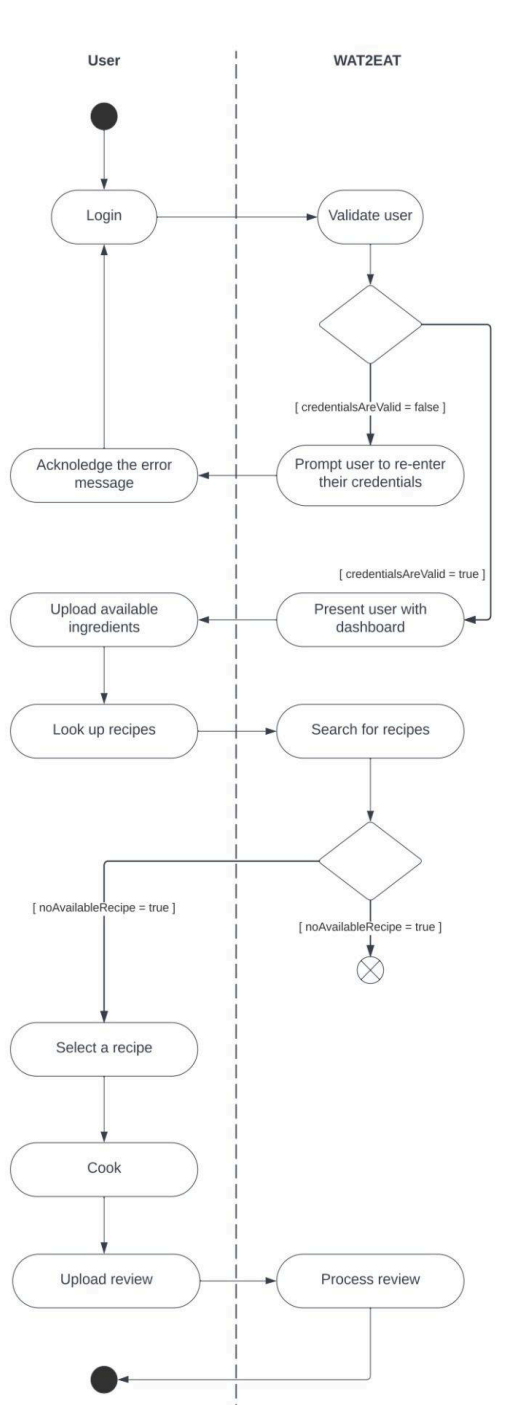 User
WAT2EAT
Login
Validate user
[ credentialsAreValid = false ]
Acknoledge the error
message
Prompt user to re-enter
their credentials
[ credentialsAreValid = true ]
Upload available
ingredients
Present user with
dashboard
Look up recipes
Search for recipes
[ noAvailableRecipe = true ]
[ noAvailableRecipe = true ]
Select a recipe
Cook
Upload review
Process review